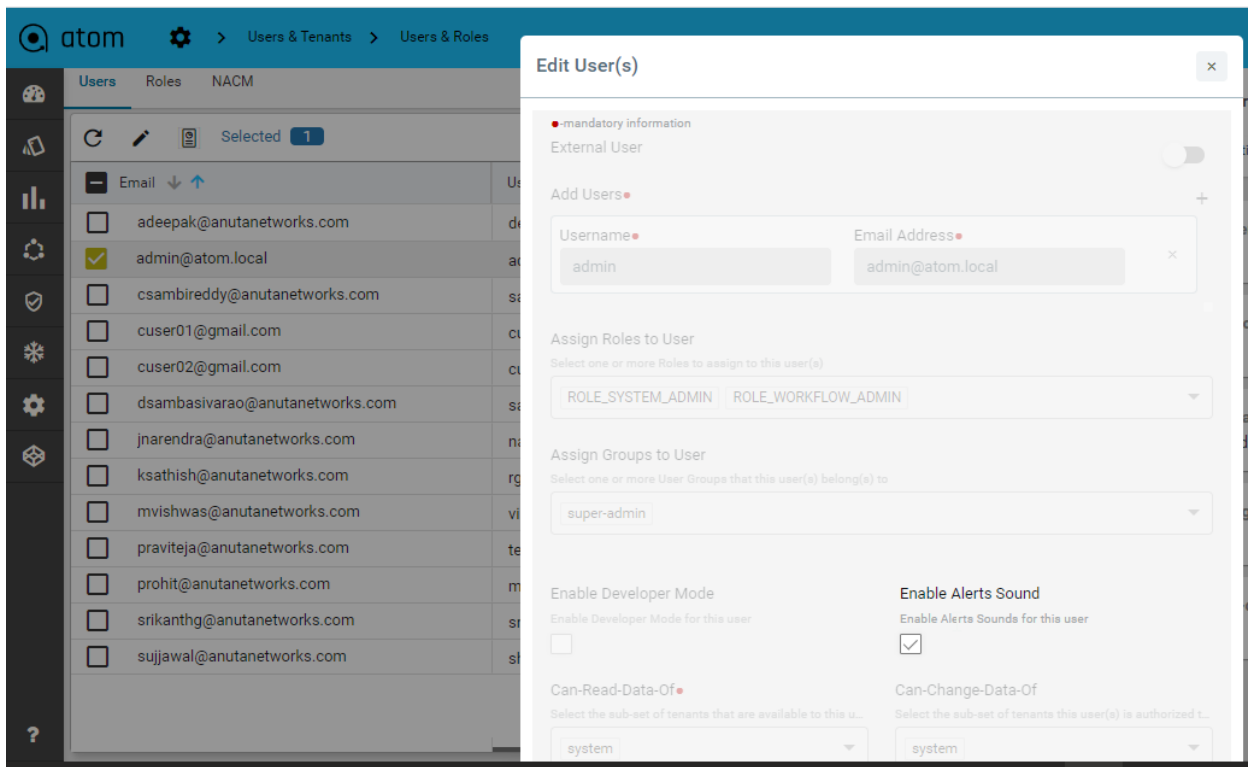 atom > Users & Tenants > Users & Roles
Users Roles NACM
Selected 1
Email
adeepak@anutanetworks.com
admin@atom.local
csambireddy@anutanetworks.com
cuser01@gmail.com
cuser02@gmail.com
dsambasivarao@anutanetworks.com
jnarendra@anutanetworks.com
ksathish@anutanetworks.com
mvishwas@anutanetworks.com
praviteja@anutanetworks.com
prohit@anutanetworks.com
srikanthg@anutanetworks.com
sujjawal@anutanetworks.com
?
Edit User(s) ×
-mandatory information
External User
Add Users +
Username Email Address
admin admin@atom.local ×
Assign Roles to User
Select one or more Roles to assign to this user(s)
ROLE_SYSTEM_ADMIN ROLE_WORKFLOW_ADMIN
Assign Groups to User
Select one or more User Groups that this user(s) belong(s) to
super-admin
Enable Developer Mode Enable Alerts Sound
Enable Developer Mode for this user Enable Alerts Sounds for this user
Can-Read-Data-Of Can-Change-Data-Of
Select the sub-set of tenants that are available to this u... Select the sub-set of tenants this user(s) is authorized t...
system system